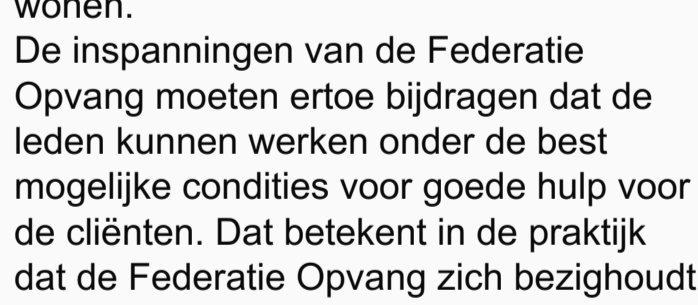 wonen.
De inspanningen van de Federatie
Opvang moeten ertoe bijdragen dat de
leden kunnen werken onder de best
mogelijke condities voor goede hulp voor
de cliënten. Dat betekent in de praktijk
dat de Federatie Opvang zich bezighoudt